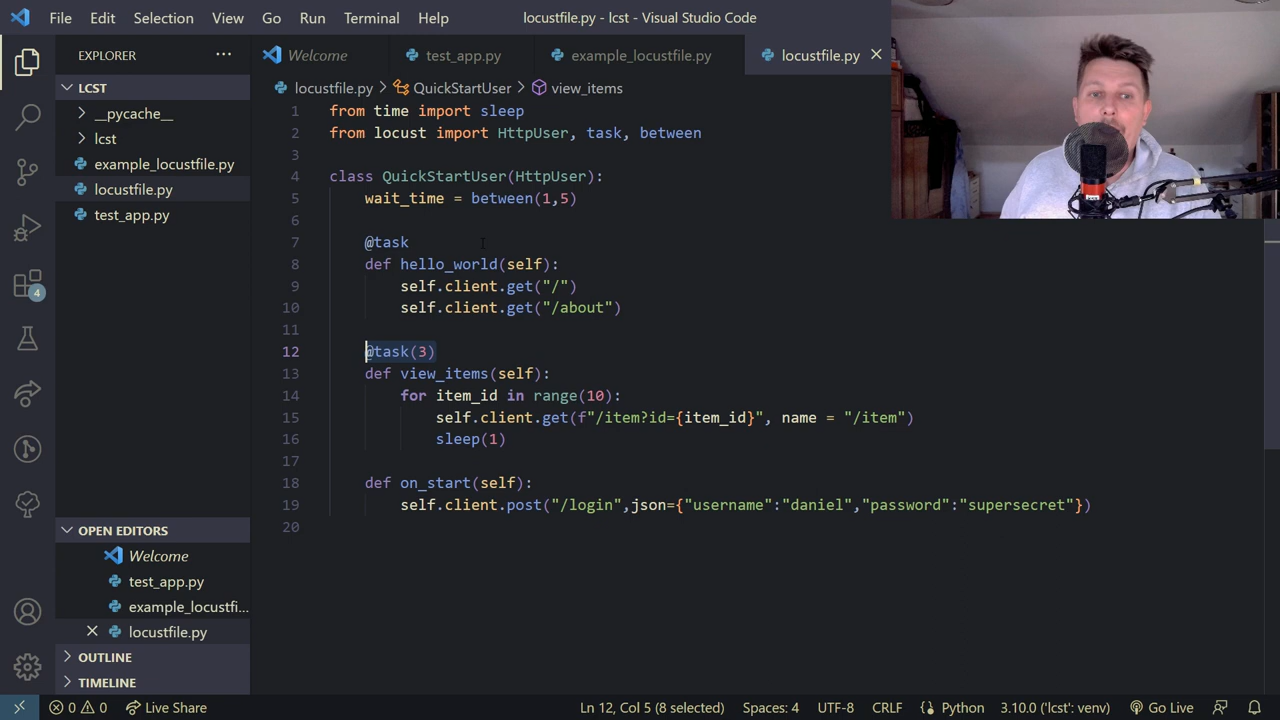 File Edit Selection View Go Run Terminal Help locustfile.py - lcst - Visual Studio Code
EXPLORER ···
Welcome test_app.py example_locustfile.py locustfile.py
LCST
locustfile.py > QuickStartUser > view_items
__pycache__
lcst
example_locustfile.py
locustfile.py
test_app.py
1 from time import sleep
2 from locust import HttpUser, task, between
3
4 class QuickStartUser(HttpUser):
5 wait_time = between(1,5)
6
7 @task
8 def hello_world(self):
9 self.client.get("/")
10 self.client.get("/about")
11
12 @task(3)
13 def view_items(self):
14 for item_id in range(10):
15 self.client.get(f"/item?id={item_id}", name = "/item")
16 sleep(1)
17
18 def on_start(self):
19 self.client.post("/login",json={"username":"daniel","password":"supersecret"})
20
4
OPEN EDITORS
Welcome
test_app.py
example_locustfi...
locustfile.py
OUTLINE
TIMELINE
0 0 Live Share Ln 12, Col 5 (8 selected) Spaces: 4 UTF-8 CRLF Python 3.10.0 ('lcst': venv) Go Live